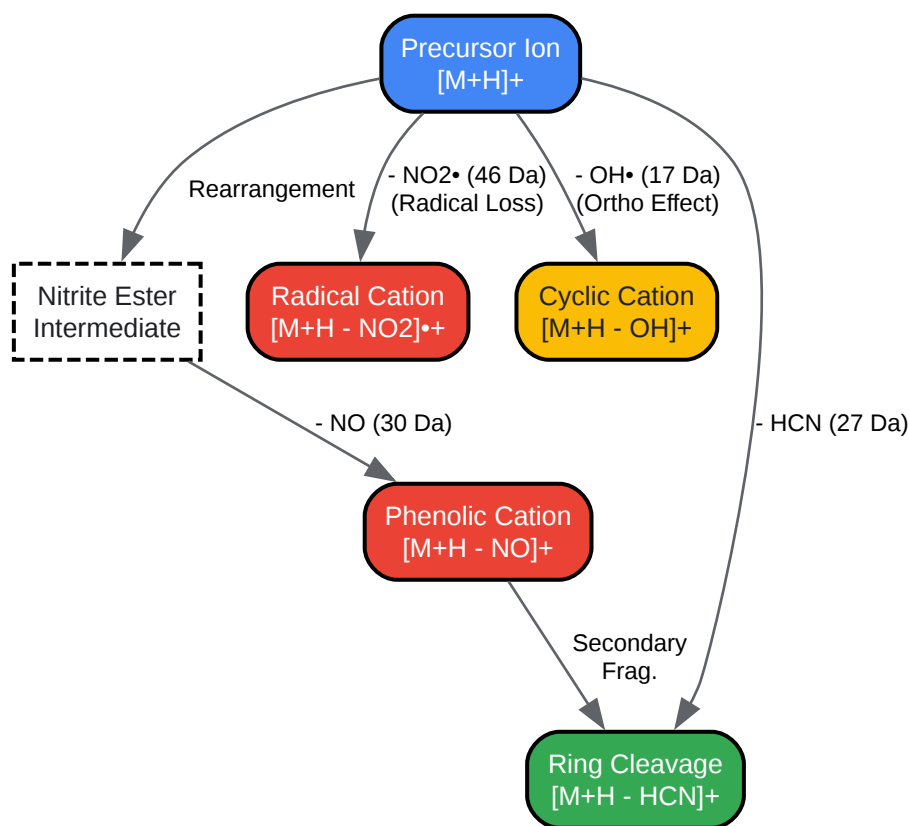 Precursor Ion
[M+H]+
Rearrangement
- NO2• (46 Da)
(Radical Loss)
- OH• (17 Da)
(Ortho Effect)
Nitrite Ester
Intermediate
Radical Cation
[M+H - NO2]•+
Cyclic Cation
[M+H - OH]+
- NO (30 Da)
- HCN (27 Da)
Phenolic Cation
[M+H - NO]+
Secondary
Frag.
Ring Cleavage
[M+H - HCN]+